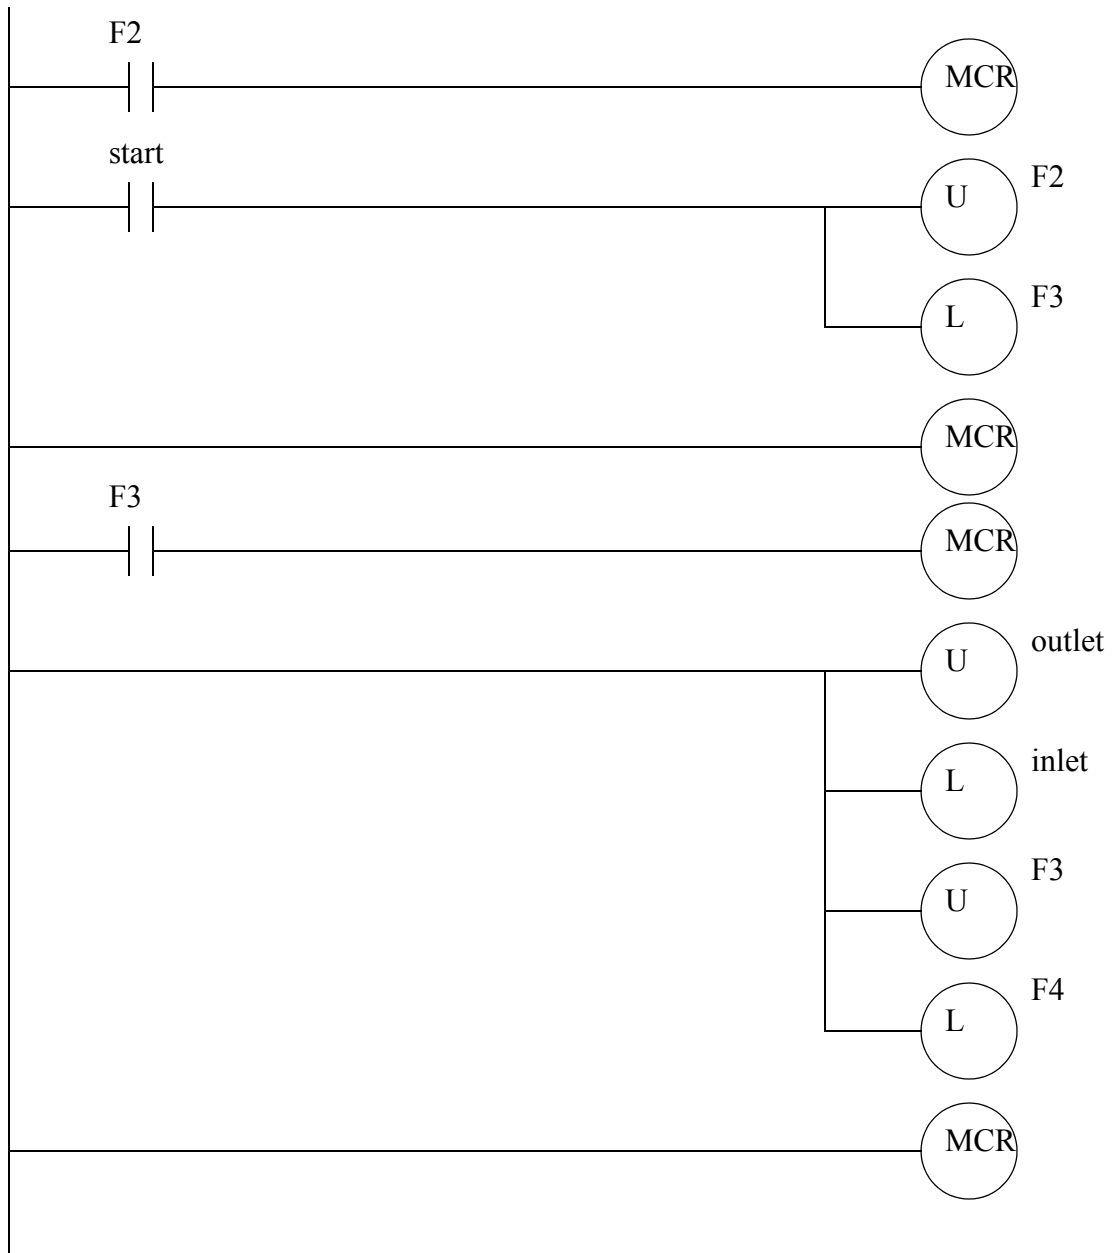 F2
MCR
start
U F2
L F3
MCR
F3
MCR
U outlet
L inlet
U F3
L F4
MCR